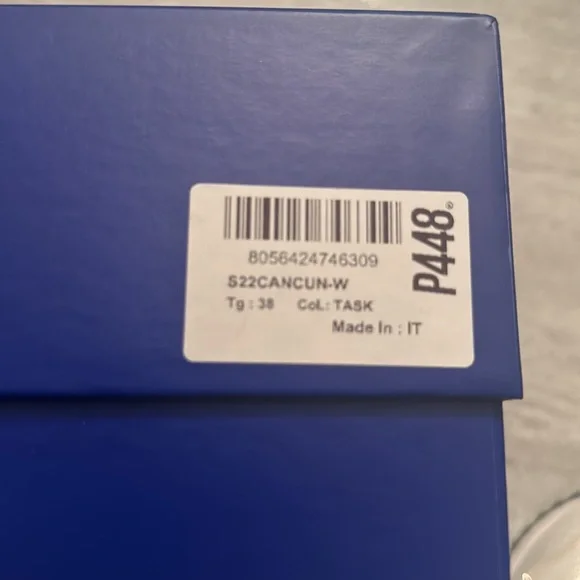 8056424746309
S22CANCUN-W
Tg : 38 Col.: TASK
Made In : IT
P448®